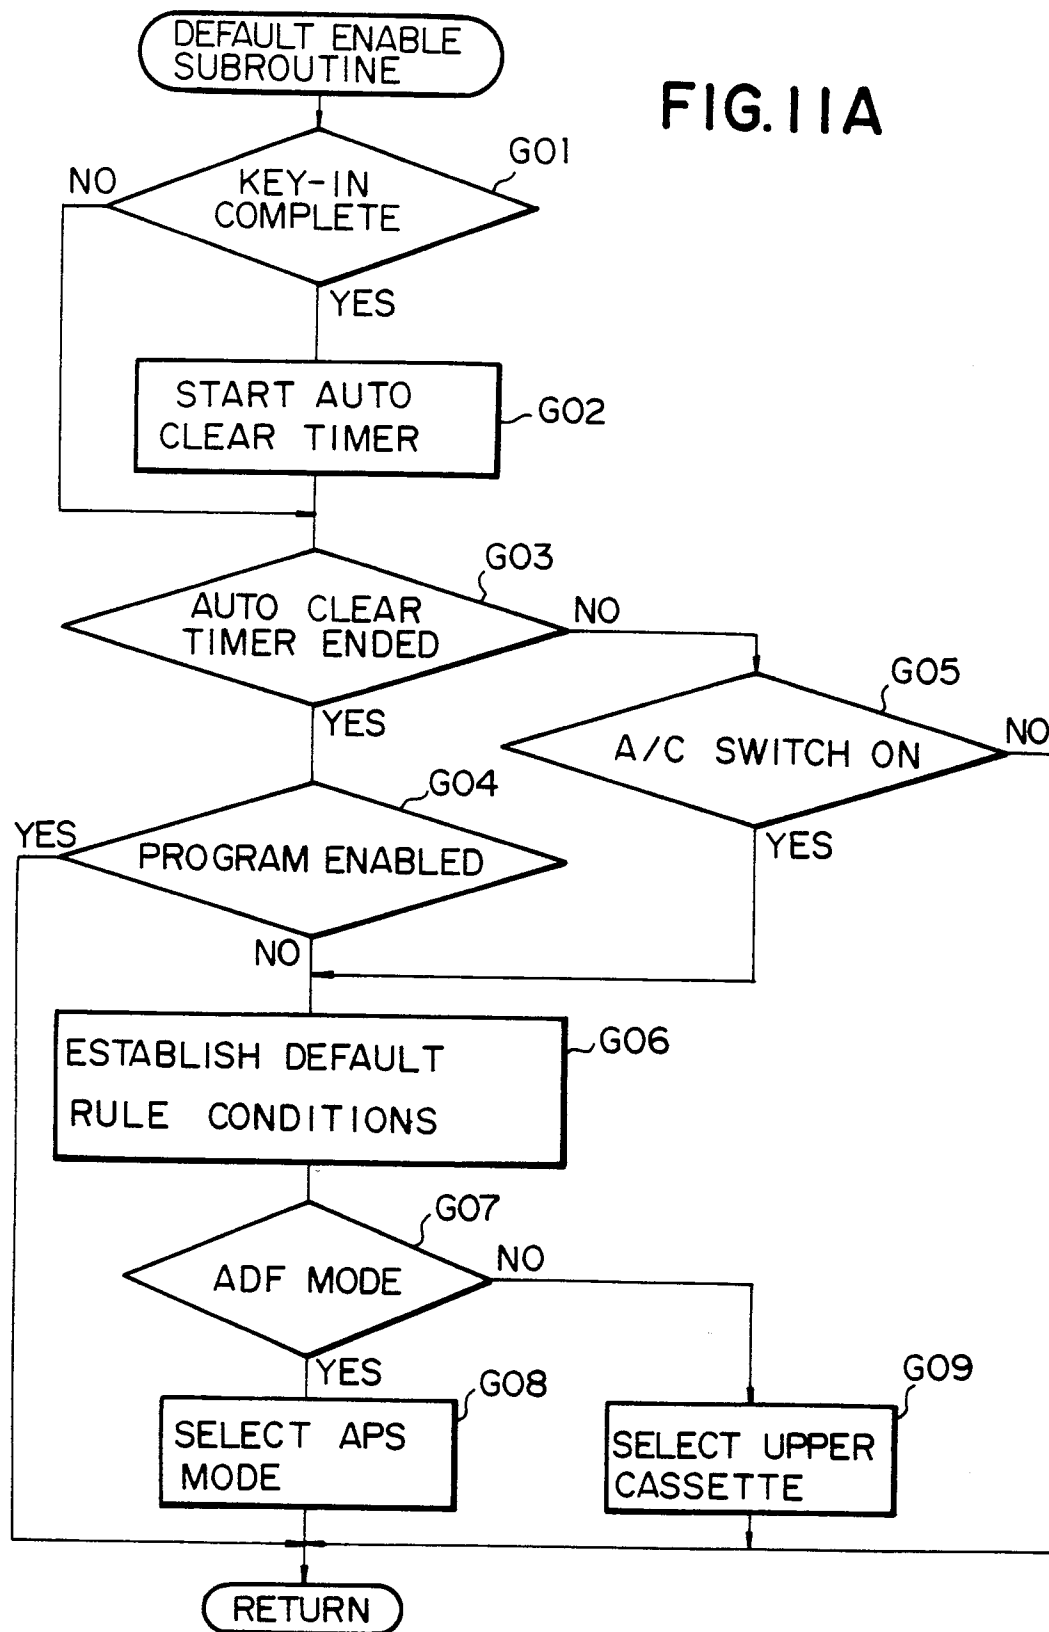 DEFAULT ENABLE
SUBROUTINE
FIG. 11A
G01
NO
KEY-IN
COMPLETE
YES
START AUTO
CLEAR TIMER
G02
G03
AUTO CLEAR
TIMER ENDED
NO
YES
G05
A/C SWITCH ON
NO
YES
G04
YES
PROGRAM ENABLED
NO
G06
ESTABLISH DEFAULT
RULE CONDITIONS
G07
ADF MODE
NO
YES
G08
SELECT APS
MODE
G09
SELECT UPPER
CASSETTE
RETURN